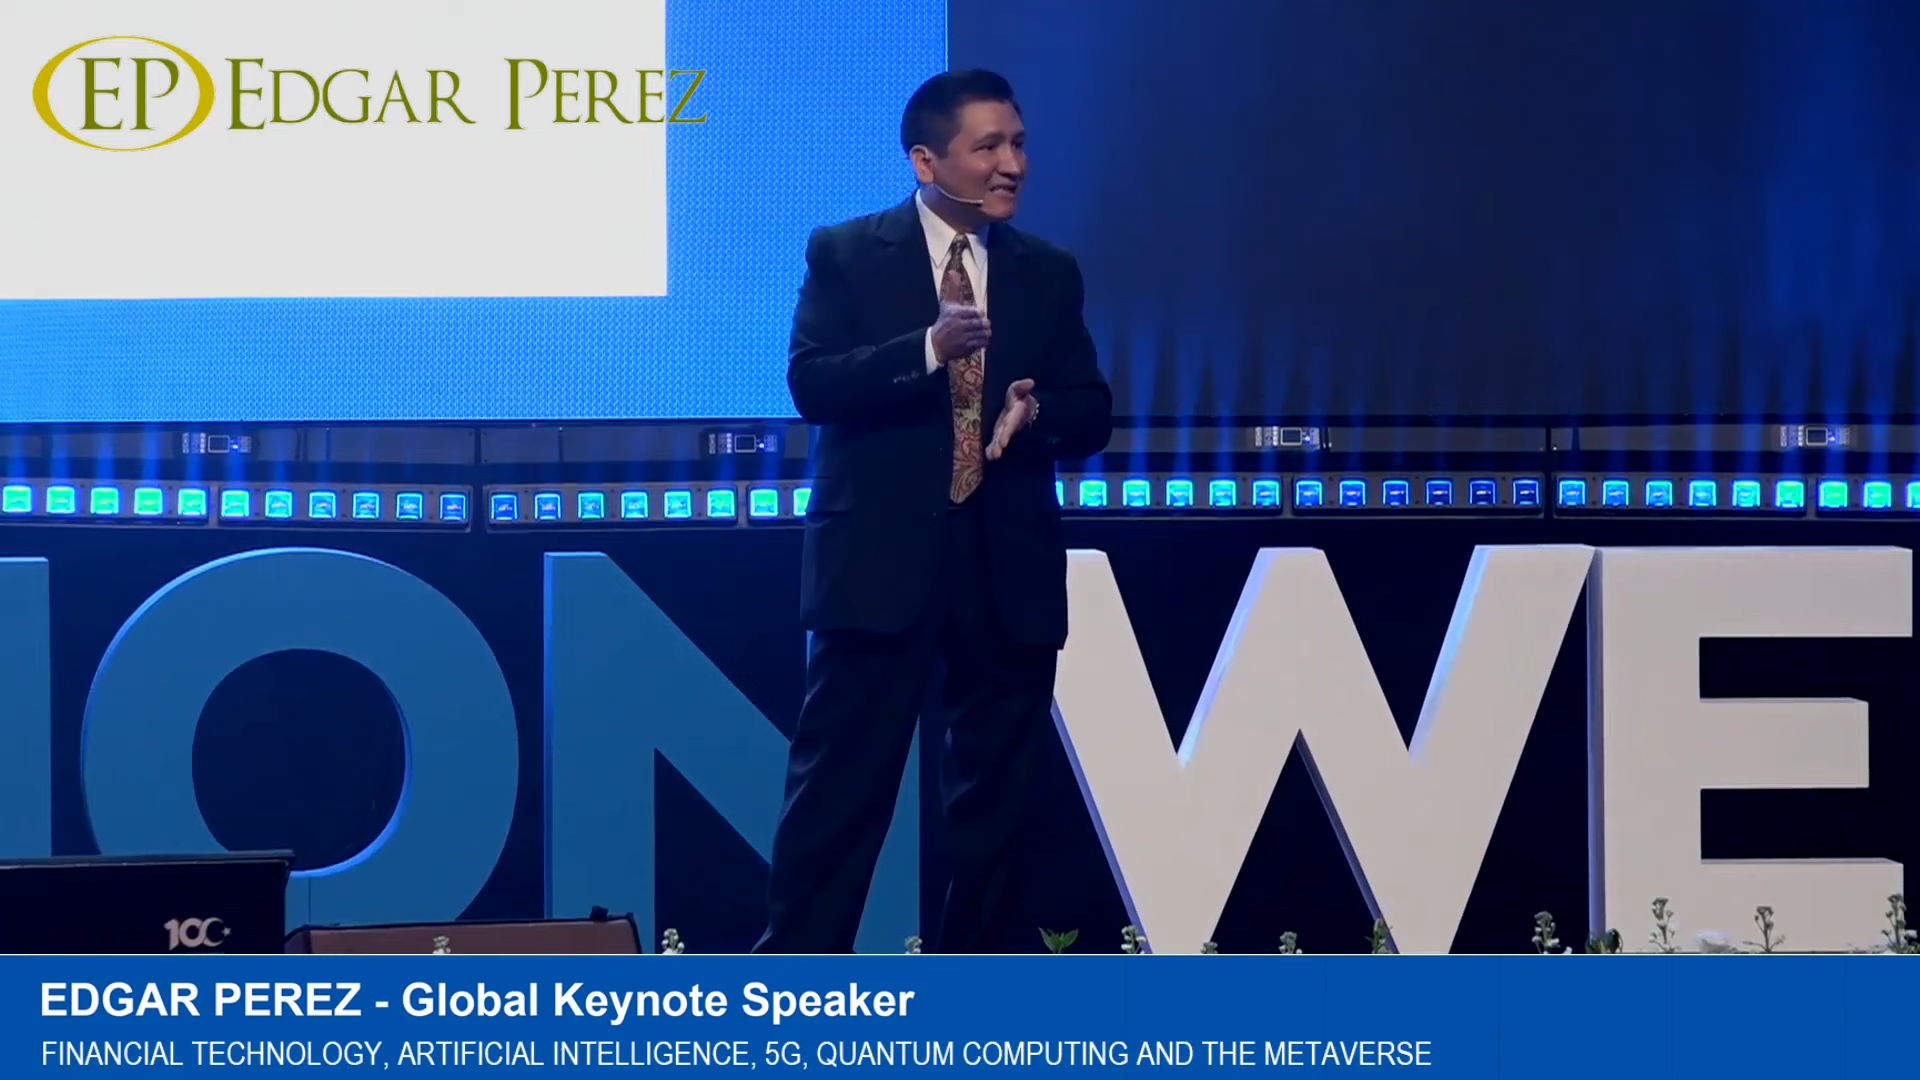 EP EDGAR PEREZ
ION WE
100
EDGAR PEREZ - Global Keynote Speaker
FINANCIAL TECHNOLOGY, ARTIFICIAL INTELLIGENCE, 5G, QUANTUM COMPUTING AND THE METAVERSE